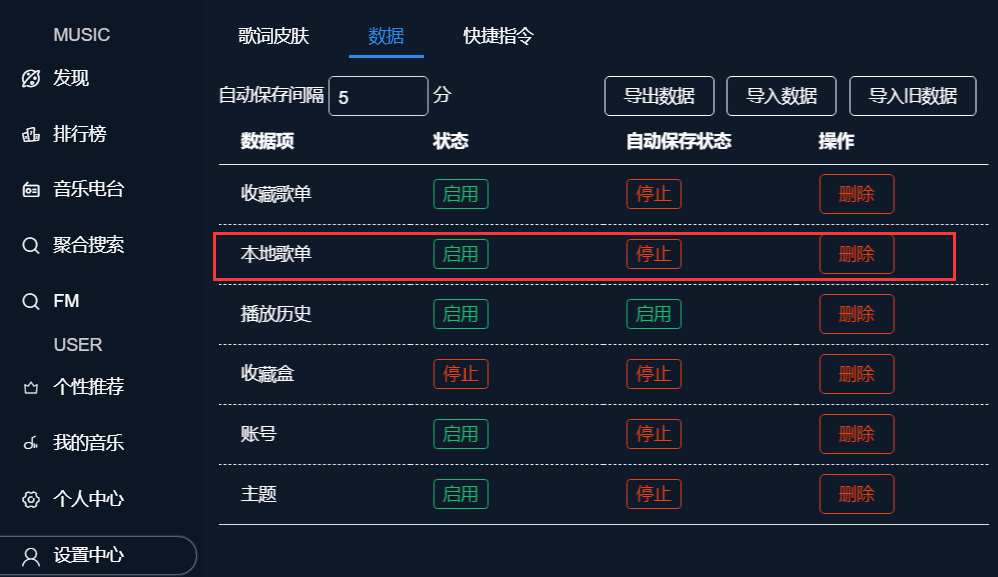 MUSIC
发现
排行榜
音乐电台
聚合搜索
FM
USER
个性推荐
我的音乐
个人中心
设置中心
歌词皮肤 数据 快捷指令
自动保存间隔 5 分 导出数据 导入数据 导入旧数据
数据项 状态 自动保存状态 操作
收藏歌单 启用 停止 删除
本地歌单 启用 停止 删除
播放历史 启用 启用 删除
收藏盒 停止 停止 删除
账号 启用 停止 删除
主题 启用 停止 删除